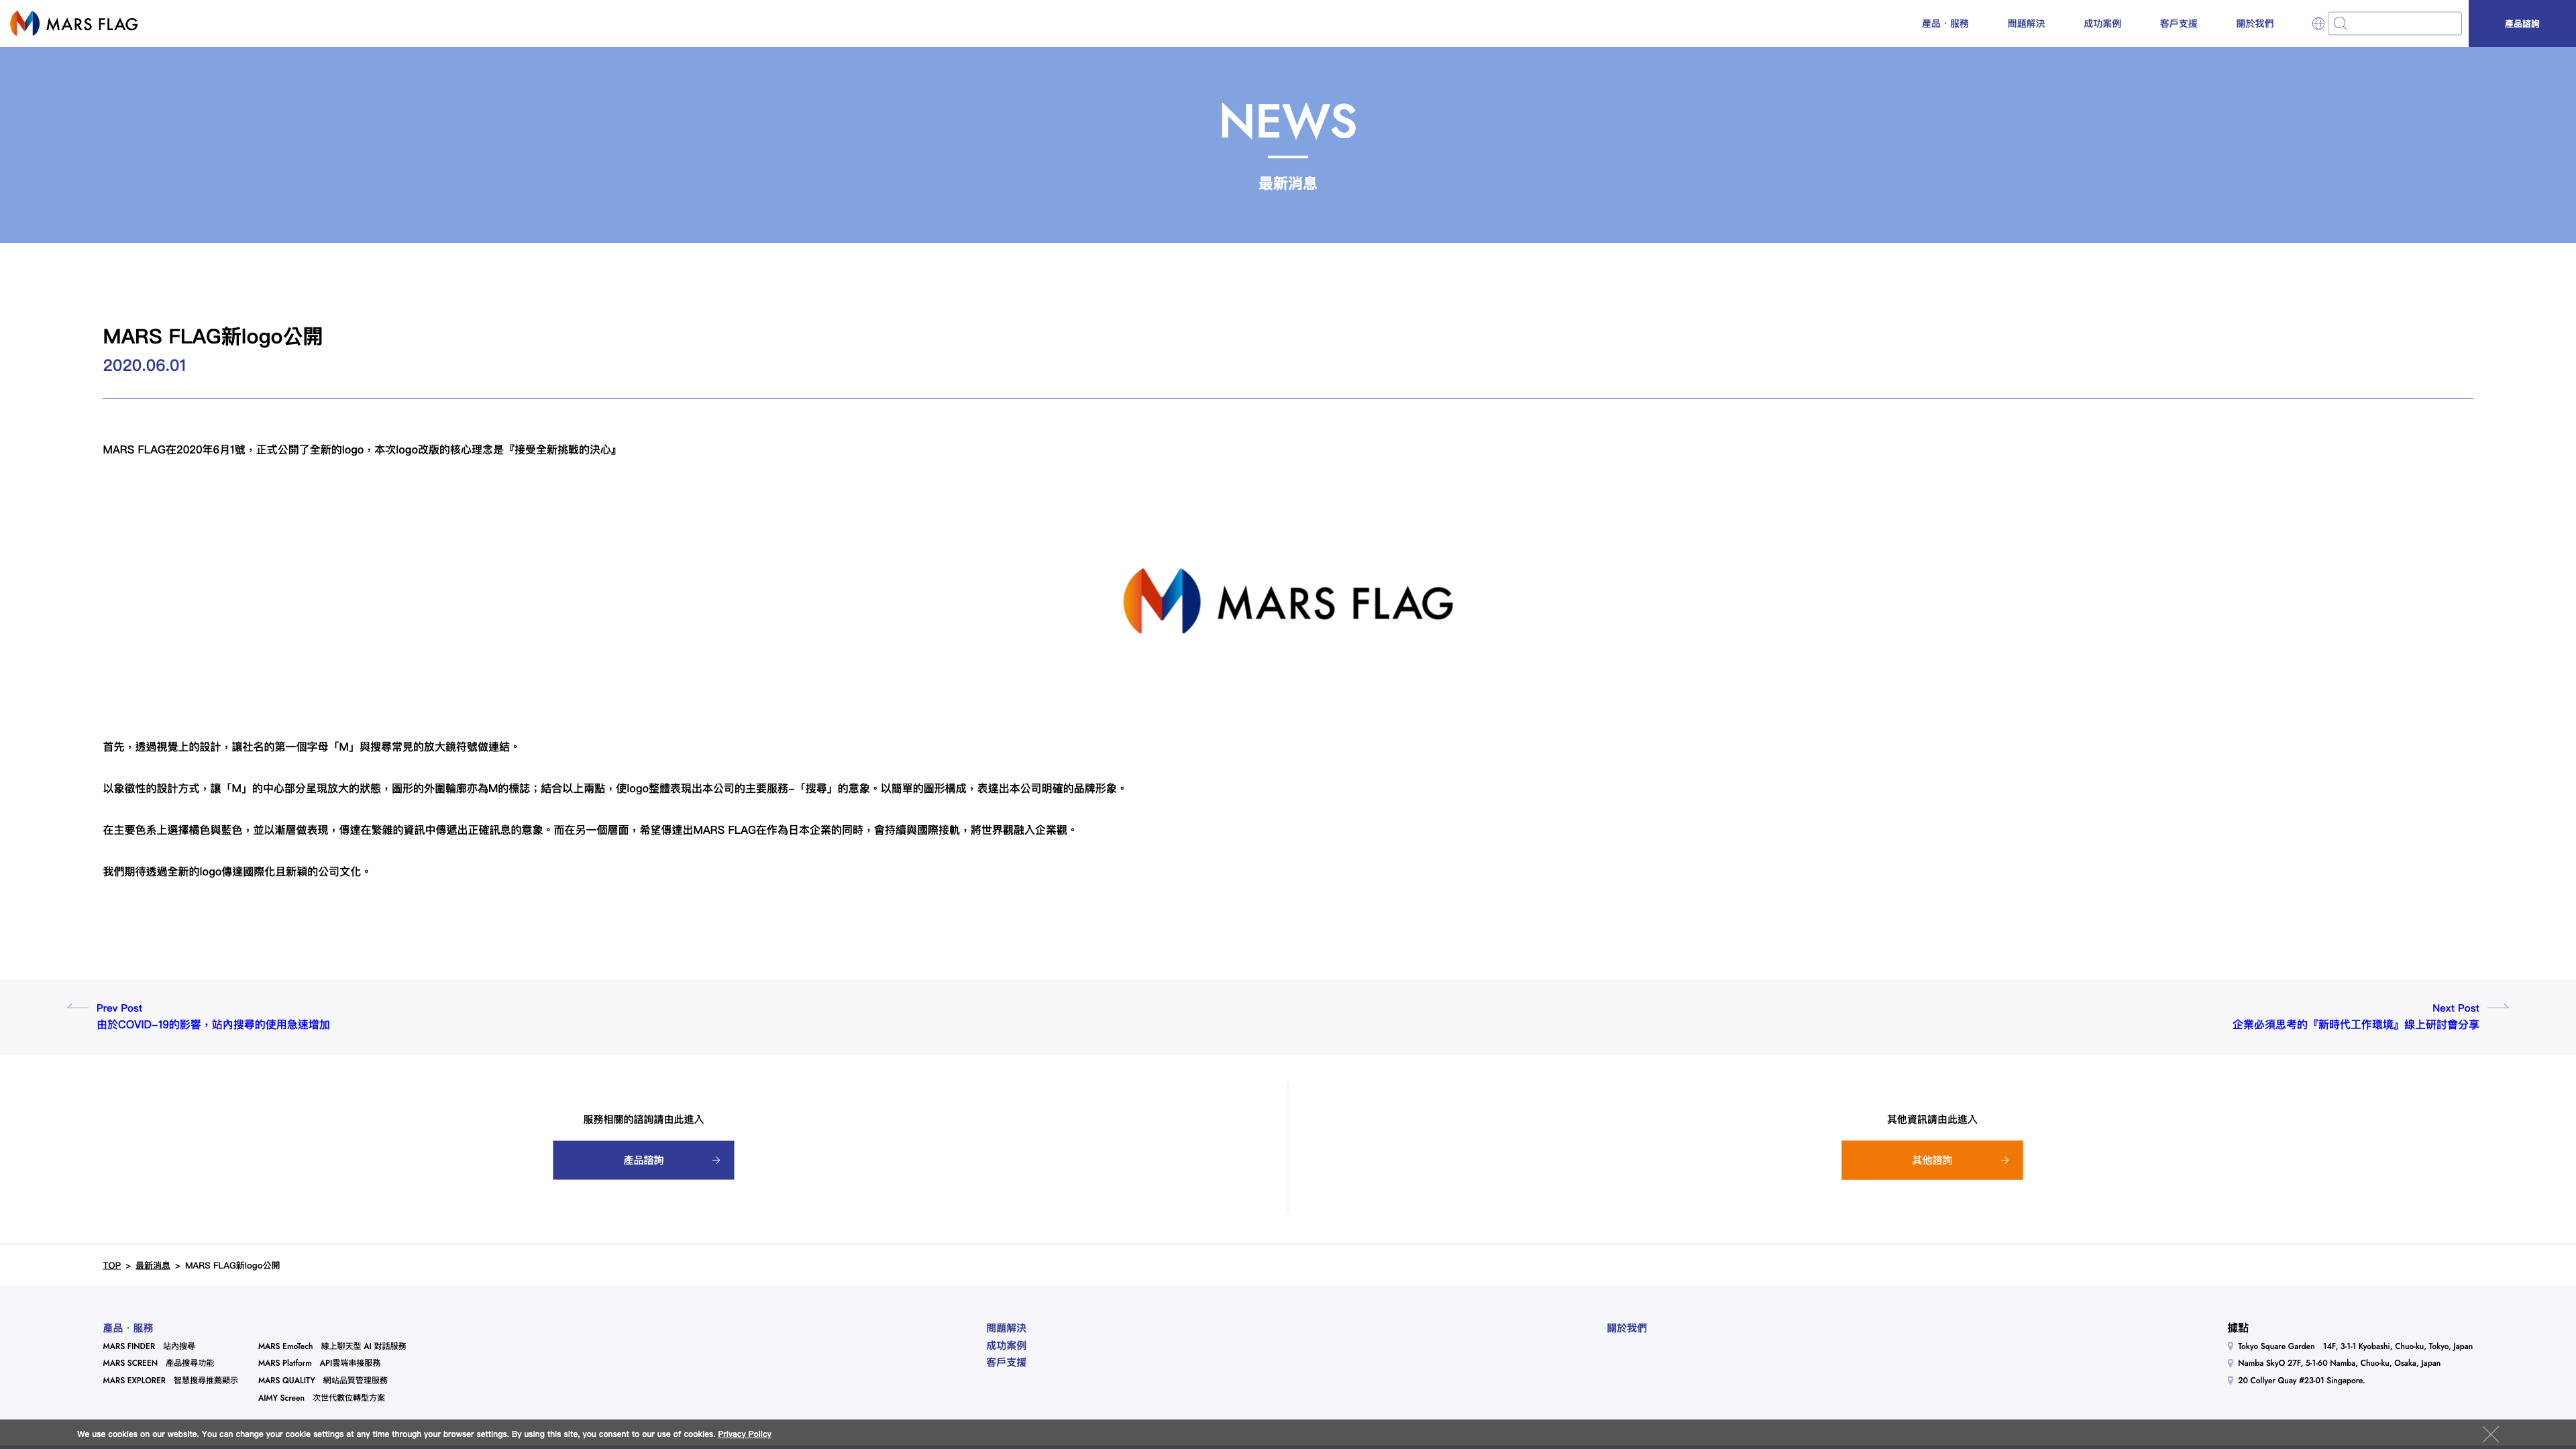 MARS FLAG
產品・服務
問題解決
成功案例
客戶支援
關於我們
產品諮詢
NEWS
最新消息
MARS FLAG新logo公開
2020.06.01
MARS FLAG在2020年6月1號，正式公開了全新的logo，本次logo改版的核心理念是『接受全新挑戰的決心』
MARS FLAG
首先，透過視覺上的設計，讓社名的第一個字母「M」與搜尋常見的放大鏡符號做連結。
以象徵性的設計方式，讓「M」的中心部分呈現放大的狀態，圖形的外圍輪廓亦為M的標誌；結合以上兩點，使logo整體表現出本公司的主要服務–「搜尋」的意象。以簡單的圖形構成，表達出本公司明確的品牌形象。
在主要色系上選擇橘色與藍色，並以漸層做表現，傳達在繁雜的資訊中傳遞出正確訊息的意象。而在另一個層面，希望傳達出MARS FLAG在作為日本企業的同時，會持續與國際接軌，將世界觀融入企業觀。
我們期待透過全新的logo傳達國際化且新穎的公司文化。
Prev Post
由於COVID–19的影響，站內搜尋的使用急速增加
Next Post
企業必須思考的『新時代工作環境』線上研討會分享
服務相關的諮詢請由此進入
產品諮詢
其他資訊請由此進入
其他諮詢
TOP > 最新消息 > MARS FLAG新logo公開
產品・服務
MARS FINDER　站內搜尋
MARS SCREEN　產品搜尋功能
MARS EXPLORER　智慧搜尋推薦顯示
MARS EmoTech　線上聊天型 AI 對話服務
MARS Platform　API雲端串接服務
MARS QUALITY　網站品質管理服務
AIMY Screen　次世代數位轉型方案
問題解決
成功案例
客戶支援
關於我們
據點
Tokyo Square Garden　14F, 3-1-1 Kyobashi, Chuo-ku, Tokyo, Japan
Namba SkyO 27F, 5-1-60 Namba, Chuo-ku, Osaka, Japan
20 Collyer Quay #23-01 Singapore.
We use cookies on our website. You can change your cookie settings at any time through your browser settings. By using this site, you consent to our use of cookies. Privacy Policy